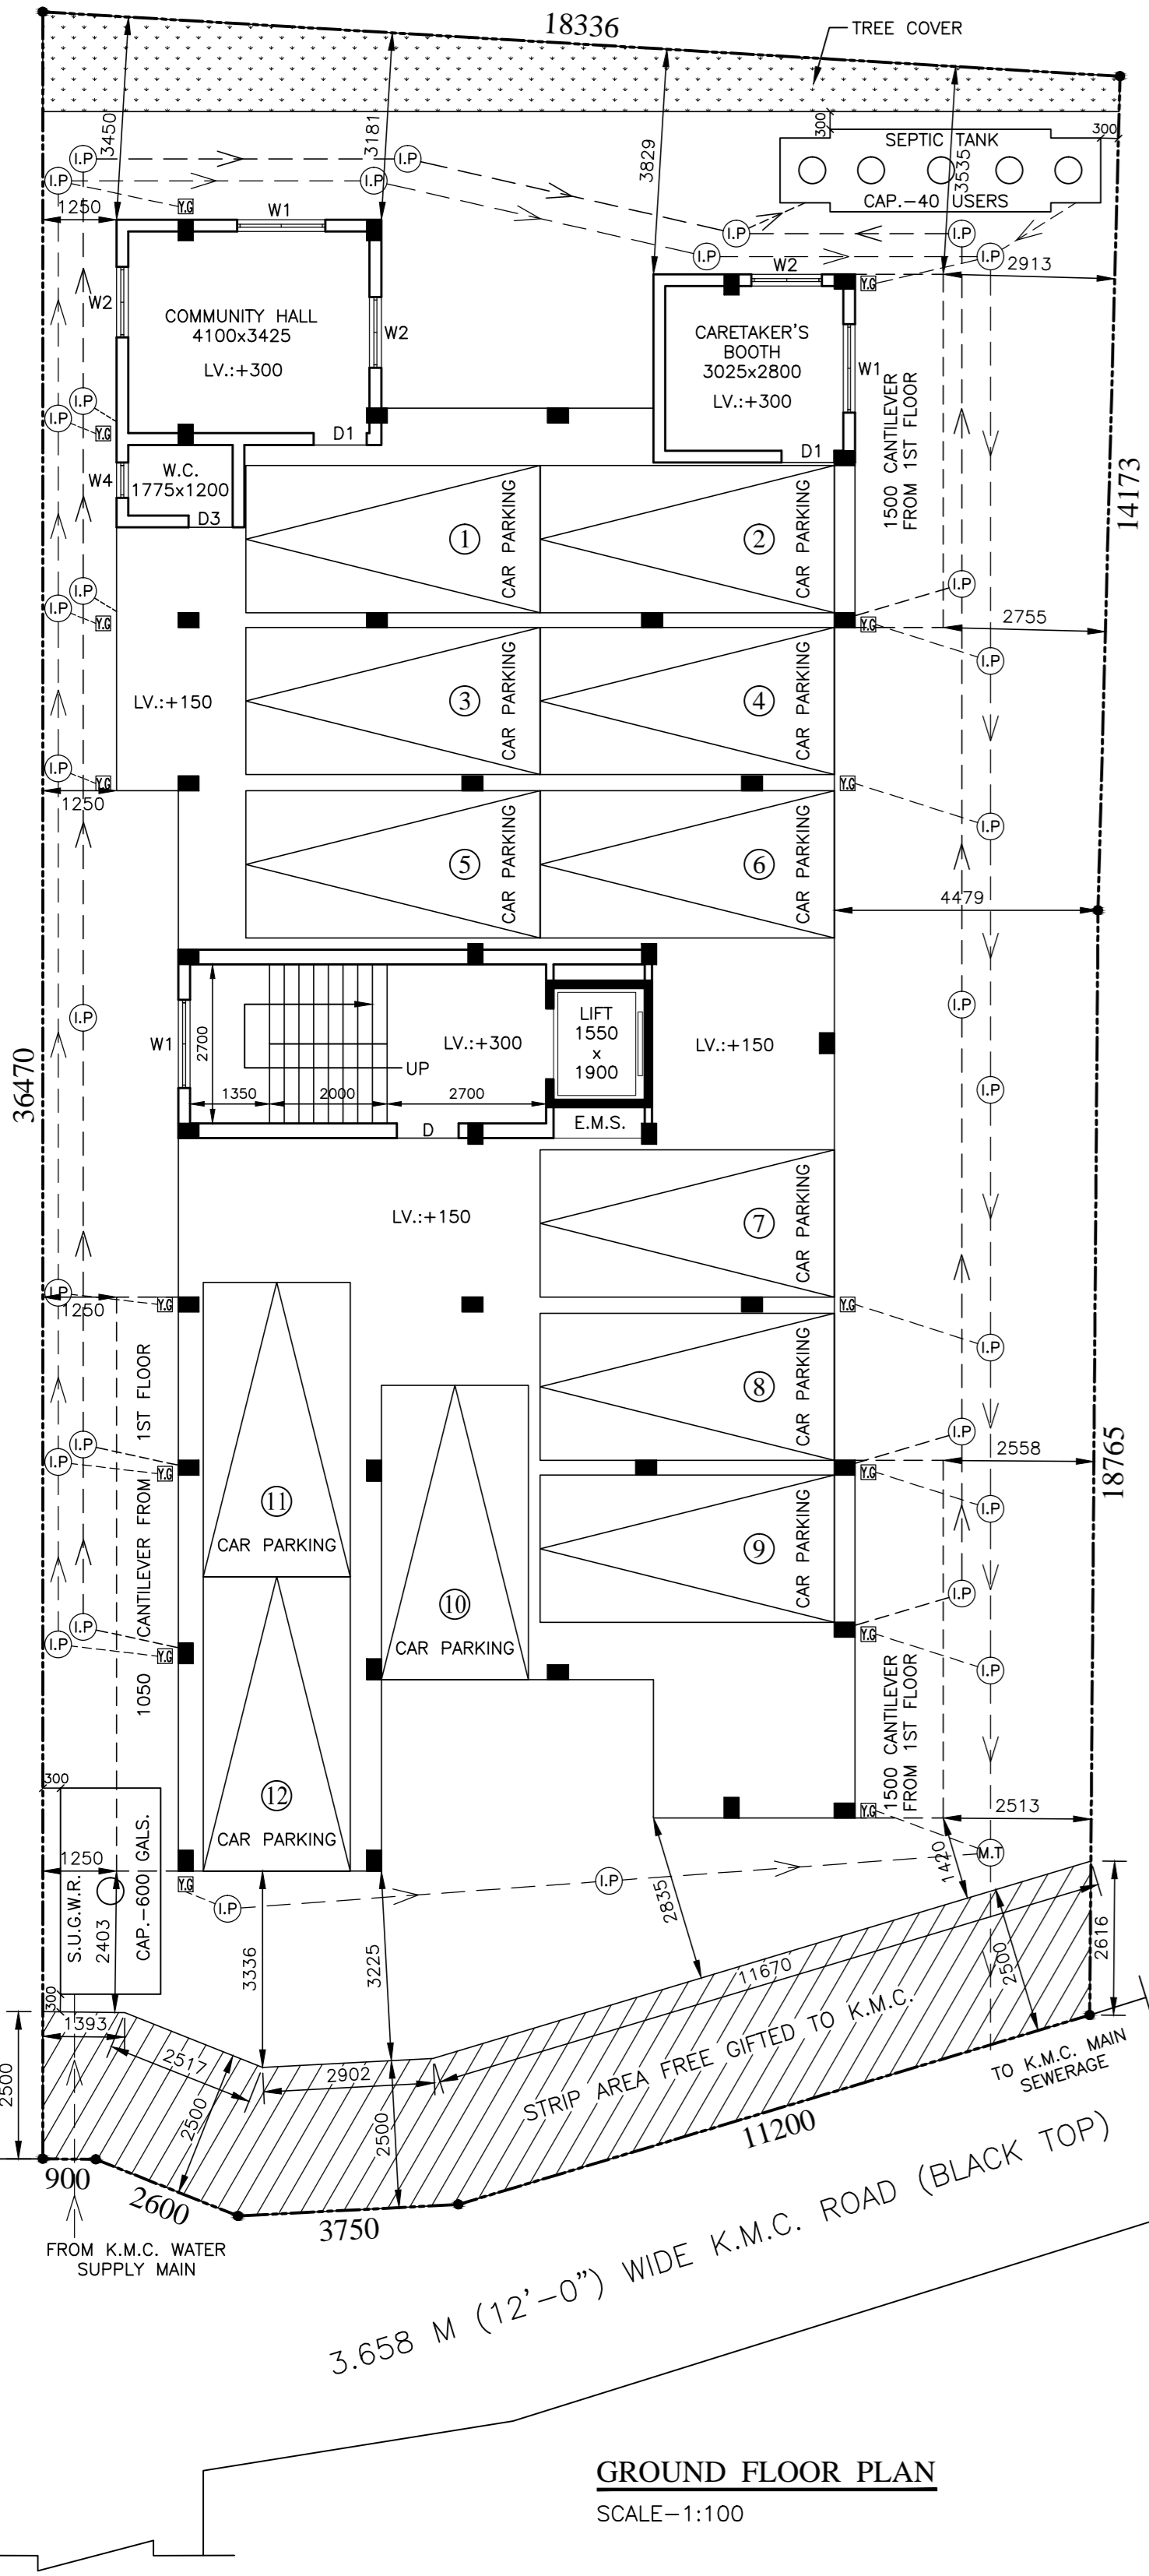 18336
TREE COVER
3450
3181
3829
3535
300
300
SEPTIC TANK
CAP.-40 USERS
I.P
I.P
I.P
I.P
Y.G
1250
W1
I.P
I.P
I.P
I.P
2913
W2
Y.G
W2
COMMUNITY HALL
4100x3425
LV.:+300
W2
CARETAKER'S
BOOTH
3025x2800
LV.:+300
W1
1500 CANTILEVER
FROM 1ST FLOOR
I.P
I.P
Y.G
D1
D1
W.C.
1775x1200
W4
D3
14173
1
CAR PARKING
2
CAR PARKING
I.P
I.P
I.P
Y.G
Y.G
2755
I.P
LV.:+150
3
CAR PARKING
4
CAR PARKING
I.P
Y.G
Y.G
1250
I.P
5
CAR PARKING
6
CAR PARKING
4479
I.P
I.P
W1
2700
LV.:+300
UP
1350
2000
2700
LIFT
1550
x
1900
LV.:+150
I.P
36470
D
E.M.S.
LV.:+150
7
CAR PARKING
I.P
1250
Y.G
Y.G
I.P
1050 CANTILEVER FROM 1ST FLOOR
8
CAR PARKING
I.P
I.P
I.P
Y.G
Y.G
2558
18765
11
CAR PARKING
I.P
9
CAR PARKING
I.P
10
CAR PARKING
I.P
I.P
Y.G
Y.G
I.P
1500 CANTILEVER
FROM 1ST FLOOR
300
12
CAR PARKING
Y.G
2513
1250
S.U.G.W.R.
2403
CAP.-600 GALS.
Y.G
I.P
I.P
M.T
1420
2835
3336
3225
11670
2500
2616
300
1393
2517
2902
2500
2500
2500
STRIP AREA FREE GIFTED TO K.M.C.
TO K.M.C. MAIN
SEWERAGE
900
2600
3750
11200
FROM K.M.C. WATER
SUPPLY MAIN
3.658 M (12'-0") WIDE K.M.C. ROAD (BLACK TOP)
GROUND FLOOR PLAN
SCALE-1:100